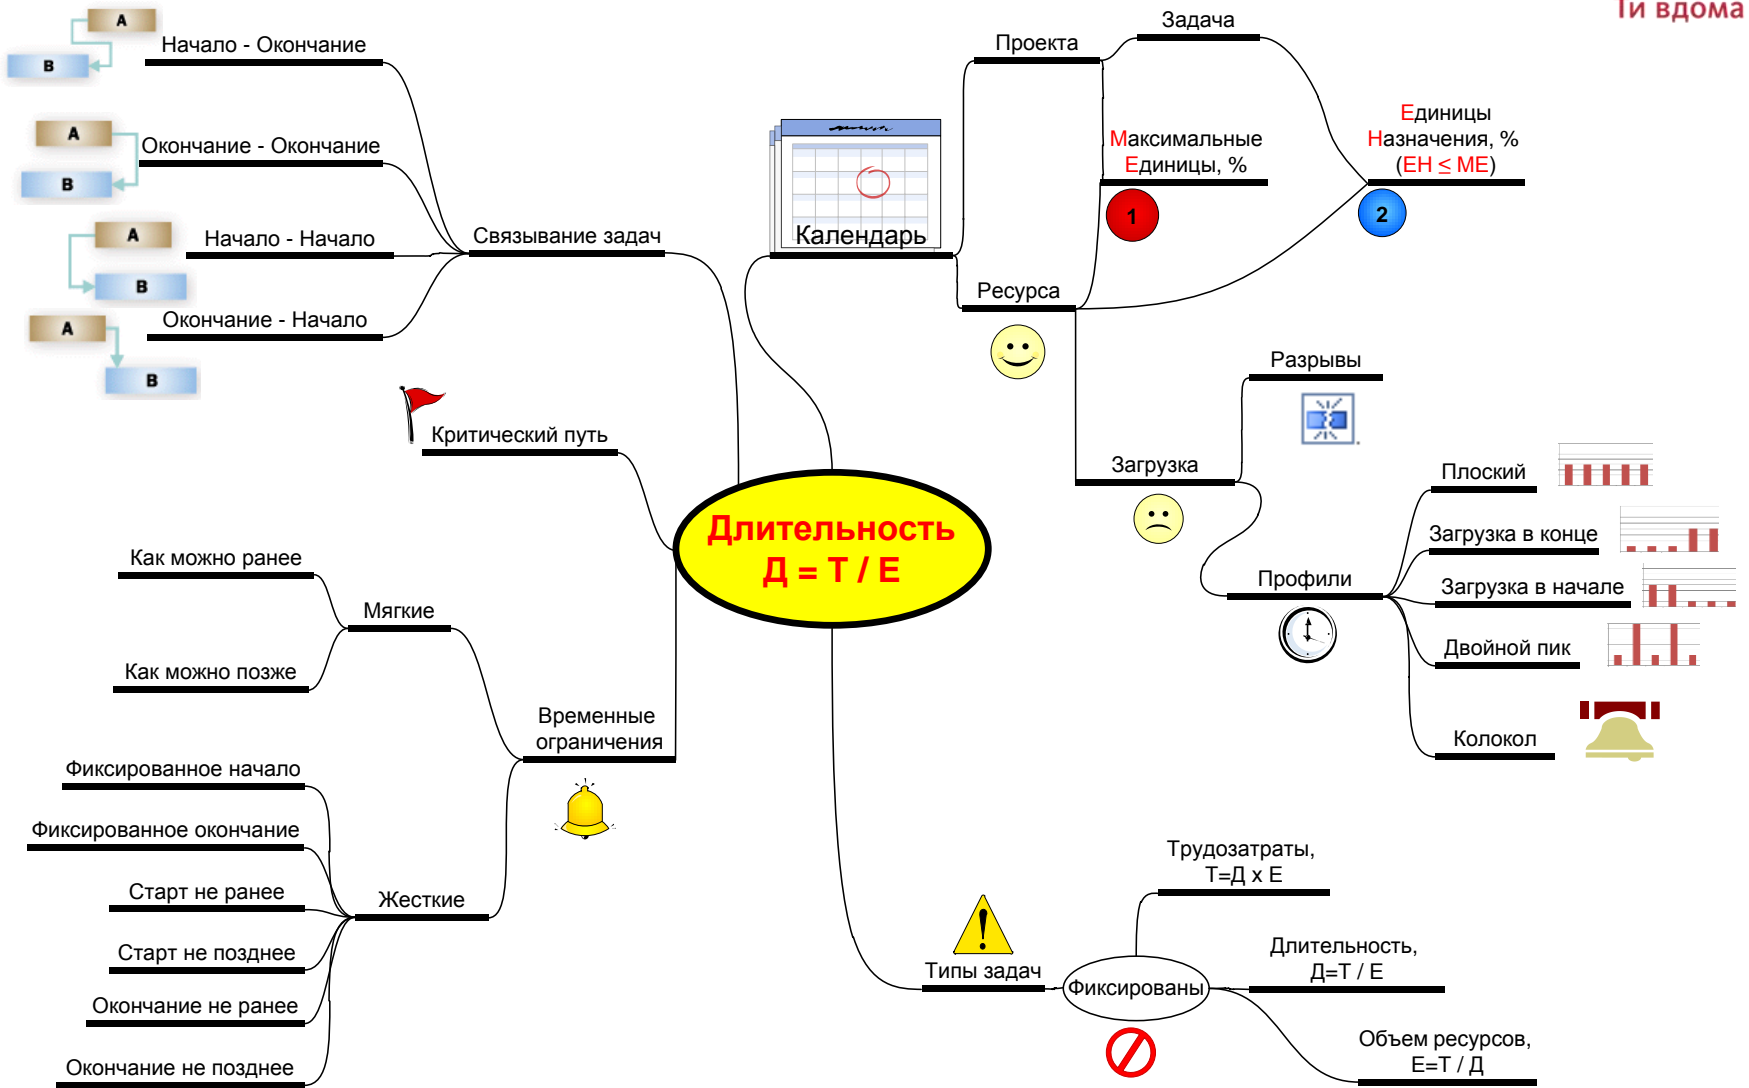 Ти вдома
A
B
Начало - Окончание
A
B
Окончание - Окончание
A
B
Начало - Начало
A
B
Окончание - Начало
Связывание задач
Критический путь
Как можно ранее
Как можно позже
Мягкие
Временные
ограничения
Фиксированное начало
Фиксированное окончание
Старт не ранее
Старт не позднее
Окончание не ранее
Окончание не позднее
Жесткие
Длительность
Д = Т / Е
Календарь
Проекта
Задача
Максимальные
Единицы, %
1
Единицы
Назначения, %
(ЕН ≤ МЕ)
2
Ресурса
Разрывы
Загрузка
Профили
Плоский
Загрузка в конце
Загрузка в начале
Двойной пик
Колокол
Типы задач
Фиксированы
Трудозатраты,
Т=Д х Е
Длительность,
Д=Т / Е
Объем ресурсов,
Е=Т / Д